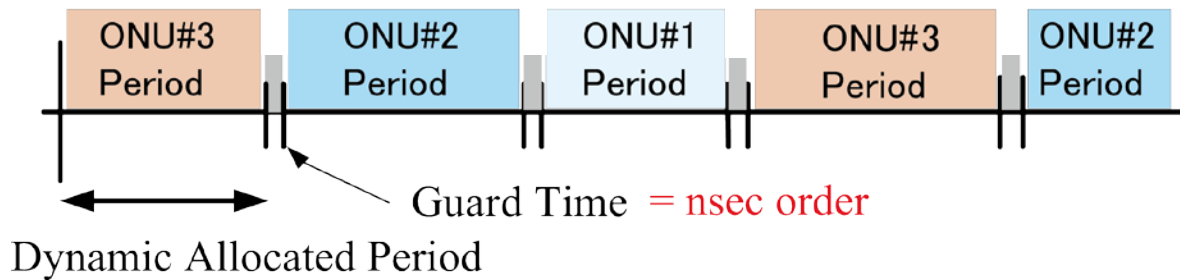 ONU#3
Period
ONU#2
Period
ONU#1
Period
ONU#3
Period
ONU#2
Period
Guard Time = nsec order
Dynamic Allocated Period